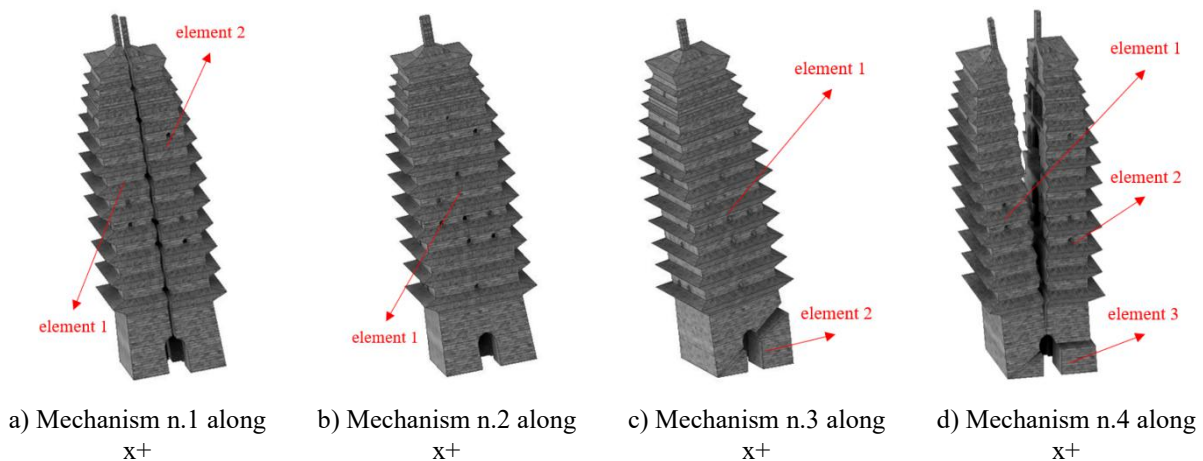 element 2
element 1
element 1
element 1
element 2
element 1
element 2
element 3
a) Mechanism n.1 along
x+
b) Mechanism n.2 along
x+
c) Mechanism n.3 along
x+
d) Mechanism n.4 along
x+